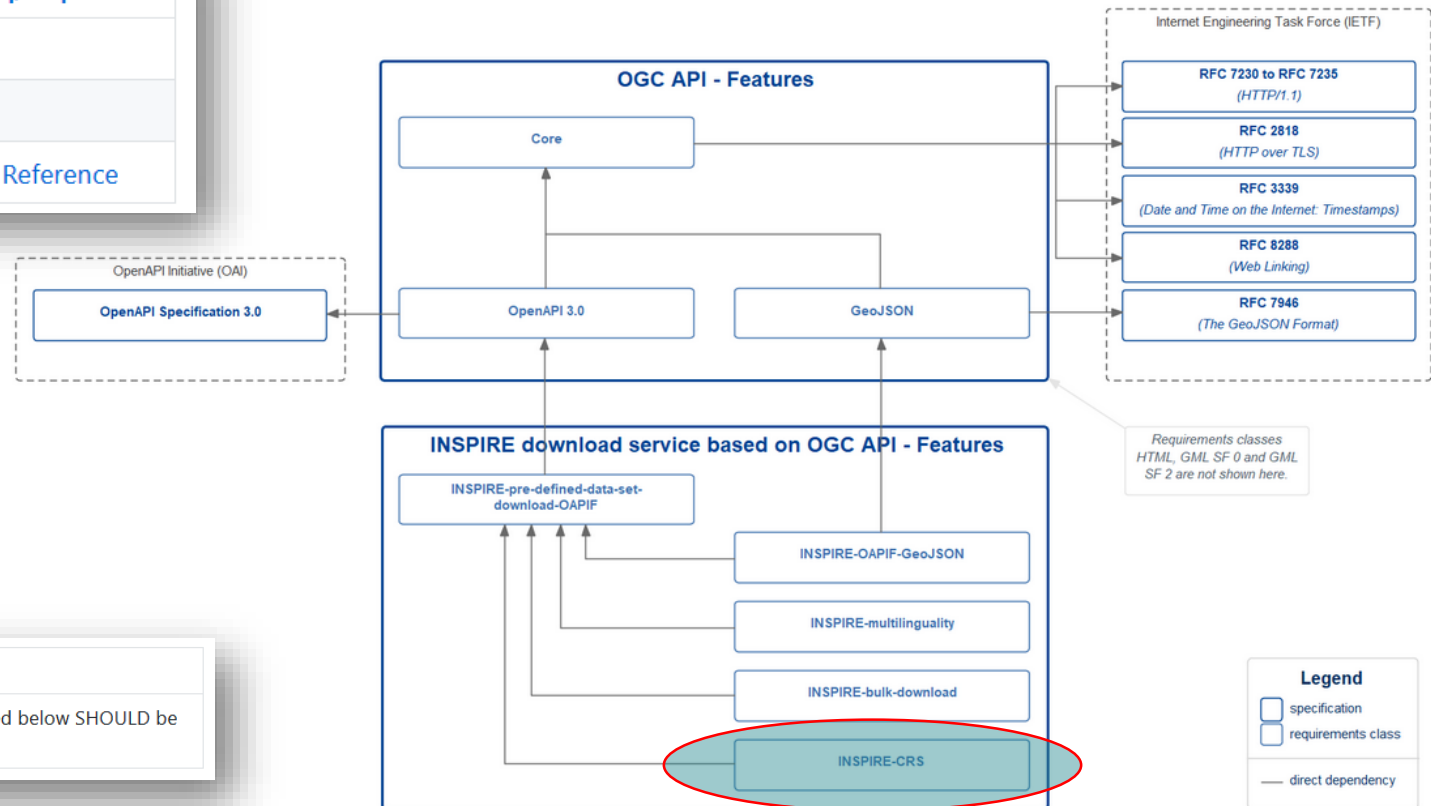 Reference
Internet Engineering Task Force (IETF)
OGC API - Features
RFC 7230 to RFC 7235
(HTTP/1.1)
Core
RFC 2818
(HTTP over TLS)
RFC 3339
(Date and Time on the Internet: Timestamps)
RFC 8288
(Web Linking)
OpenAPI Initiative (OAI)
OpenAPI Specification 3.0
OpenAPI 3.0
GeoJSON
RFC 7946
(The GeoJSON Format)
INSPIRE download service based on OGC API - Features
Requirements classes
HTML, GML SF 0 and GML
SF 2 are not shown here.
INSPIRE-pre-defined-data-set-
download-OAPIF
INSPIRE-OAPIF-GeoJSON
INSPIRE-multilinguality
INSPIRE-bulk-download
INSPIRE-CRS
below SHOULD be
Legend
specification
requirements class
direct dependency